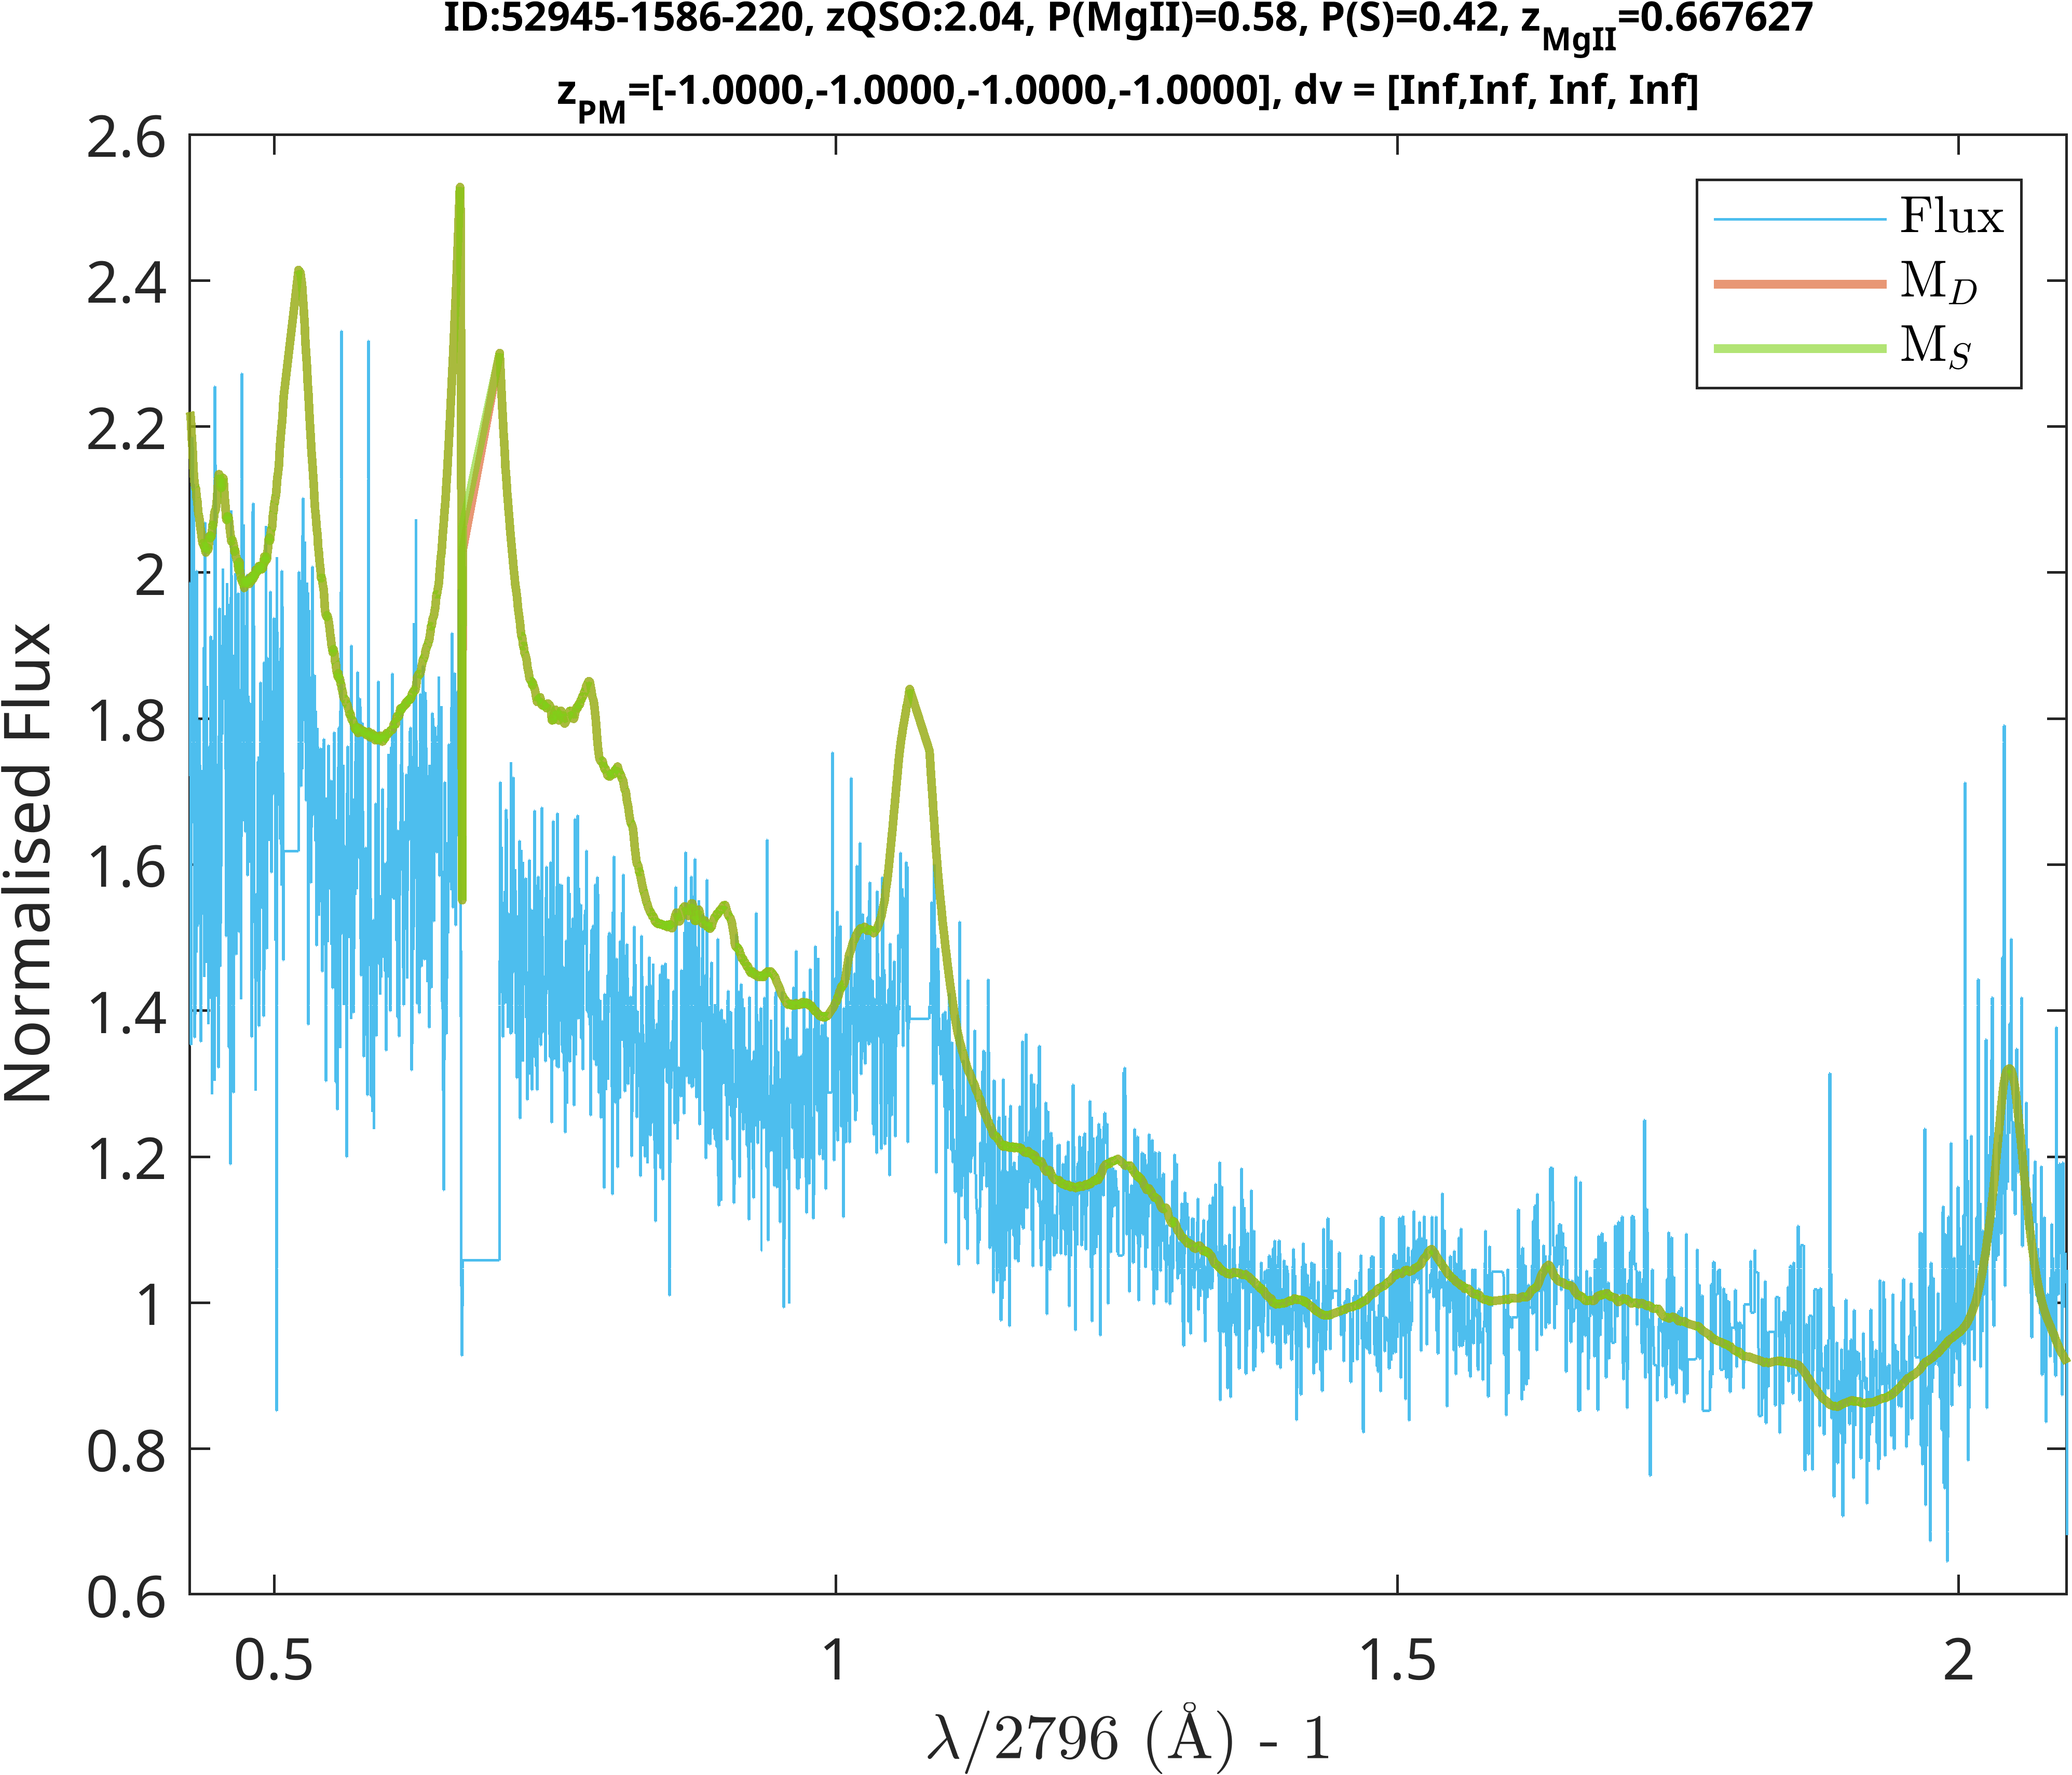 ID:52945-1586-220, zQSO:2.04, P(MgII)=0.58, P(S)=0.42, zMgII=0.667627
zPM=[-1.0000,-1.0000,-1.0000,-1.0000], dv = [Inf,Inf, Inf, Inf]
2.6
2.4
2.2
2
1.8
1.6
1.4
1.2
1
0.8
0.6
Normalised Flux
Flux
MD
MS
0.5 1 1.5 2
λ/2796 (Å) - 1